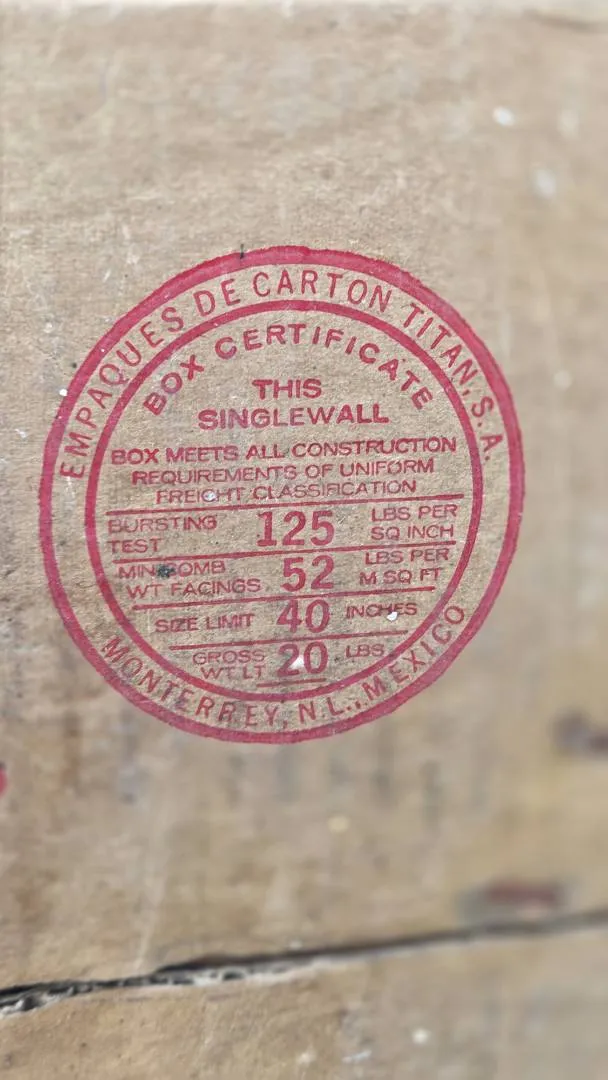 EMPAQUES DE CARTON TITAN, S.A.
BOX CERTIFICATE
THIS
SINGLEWALL
BOX MEETS ALL CONSTRUCTION
REQUIREMENTS OF UNIFORM
FREIGHT CLASSIFICATION
BURSTING TEST 125 LBS PER SQ INCH
MIN COMB WT FACINGS 52 LBS PER M SQ FT
SIZE LIMIT 40 INCHES
GROSS WT LT 20 LBS
MONTERREY, N.L., MEXICO